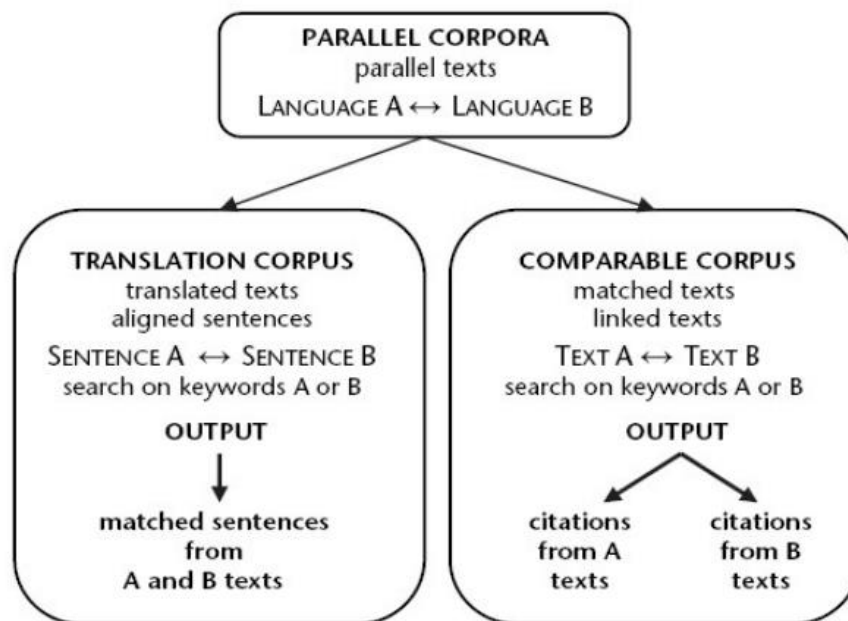 PARALLEL CORPORA
parallel texts
LANGUAGE A ↔ LANGUAGE B
TRANSLATION CORPUS
translated texts
aligned sentences
SENTENCE A ↔ SENTENCE B
search on keywords A or B
OUTPUT
matched sentences
from
A and B texts
COMPARABLE CORPUS
matched texts
linked texts
TEXT A ↔ TEXT B
search on keywords A or B
OUTPUT
citations
from A
texts
citations
from B
texts